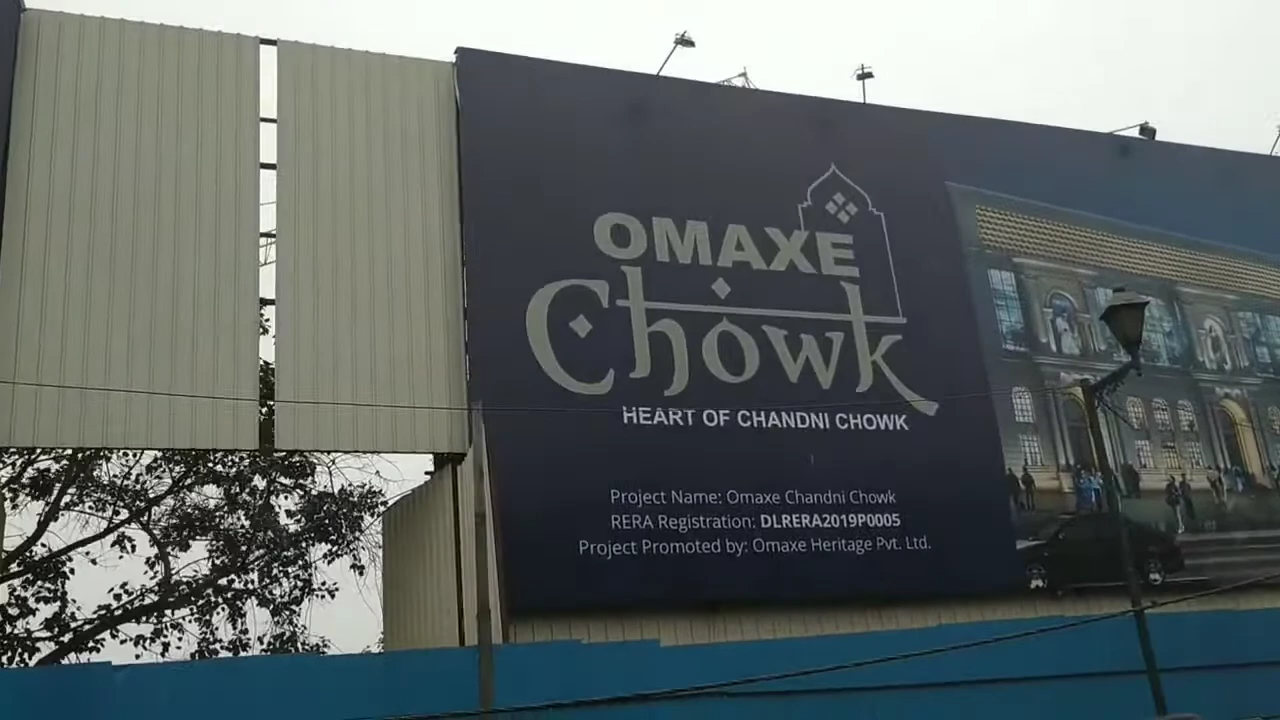 OMAXE
Chowk
HEART OF CHANDNI CHOWK
Project Name: Omaxe Chandni Chowk
RERA Registration: DLRERA2019P0005
Project Promoted by: Omaxe Heritage Pvt. Ltd.